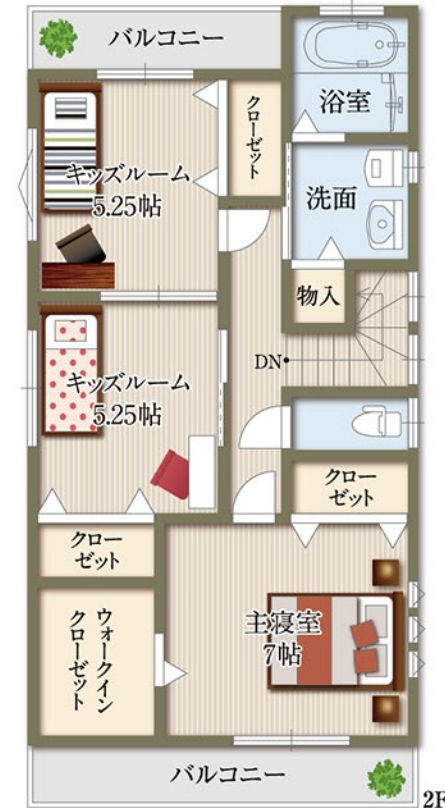 バルコニー
浴室
クローゼット
キッズルーム
5.25帖
洗面
物入
DN
キッズルーム
5.25帖
クロー
ゼット
クロー
ゼット
ウォークイン
クローゼット
主寝室
7帖
バルコニー
2F